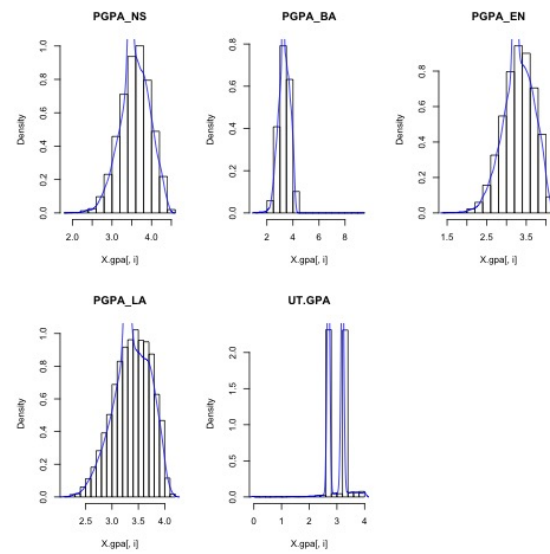 PGPA_NS
PGPA_BA
PGPA_EN
Density
0.0 0.2 0.4 0.6 0.8 1.0
2.0 3.0 4.0
X.gpa[, i]
Density
0.0 0.2 0.4 0.6 0.8
2 4 6 8
X.gpa[, i]
Density
0.0 0.2 0.4 0.6 0.8
1.5 2.5 3.5
X.gpa[, i]
PGPA_LA
UT.GPA
Density
0.0 0.2 0.4 0.6 0.8 1.0
2.5 3.0 3.5 4.0
X.gpa[, i]
Density
0.0 0.5 1.0 1.5 2.0
0 1 2 3 4
X.gpa[, i]